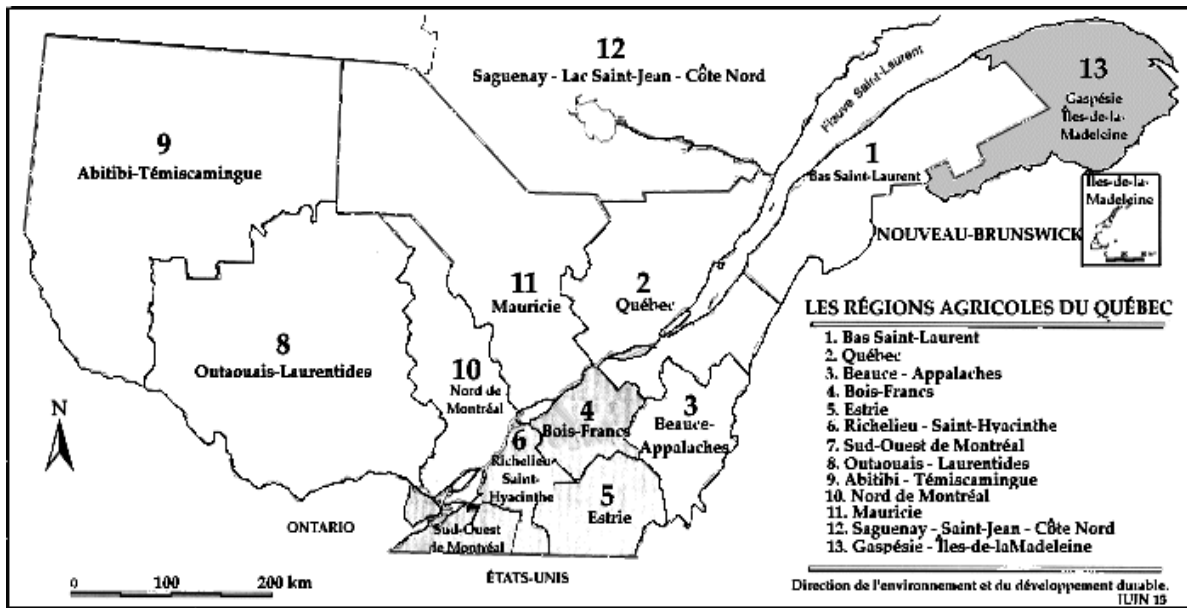 12
Saguenay - Lac Saint-Jean - Côte Nord
13
Gaspésie
Îles-de-la-
Madeleine
Fleuve Saint-Laurent
9
Abitibi-Témiscamingue
1
Bas Saint-Laurent
Îles-de-la-
Madeleine
NOUVEAU-BRUNSWICK
11
Mauricie
2
Québec
8
Outaouais-Laurentides
10
Nord de
Montréal
4
Bois-Francs
3
Beauce-
Appalaches
6
Richelieu
Saint-
Hyacinthe
5
Estrie
7
Sud-Ouest
de Montréal
N
ONTARIO
ÉTATS-UNIS
0 100 200 km
LES RÉGIONS AGRICOLES DU QUÉBEC
1. Bas Saint-Laurent
2. Québec
3. Beauce - Appalaches
4. Bois-Francs
5. Estrie
6. Richelieu - Saint-Hyacinthe
7. Sud-Ouest de Montréal
8. Outaouais - Laurentides
9. Abitibi - Témiscamingue
10. Nord de Montréal
11. Mauricie
12. Saguenay - Saint-Jean - Côte Nord
13. Gaspésie - Îles-de-laMadeleine
Direction de l'environnement et du développement durable.
JUIN